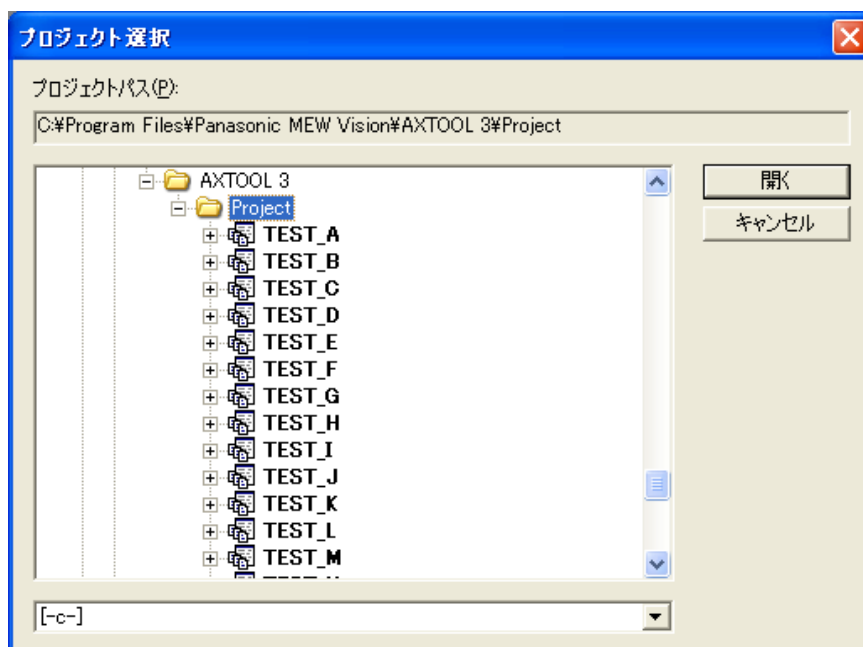 プロジェクト選択
プロジェクトパス(P):
C:¥Program Files¥Panasonic MEW Vision¥AXTOOL 3¥Project
AXTOOL 3
Project
TEST_A
TEST_B
TEST_C
TEST_D
TEST_E
TEST_F
TEST_G
TEST_H
TEST_I
TEST_J
TEST_K
TEST_L
TEST_M
開く
キャンセル
[-c-]